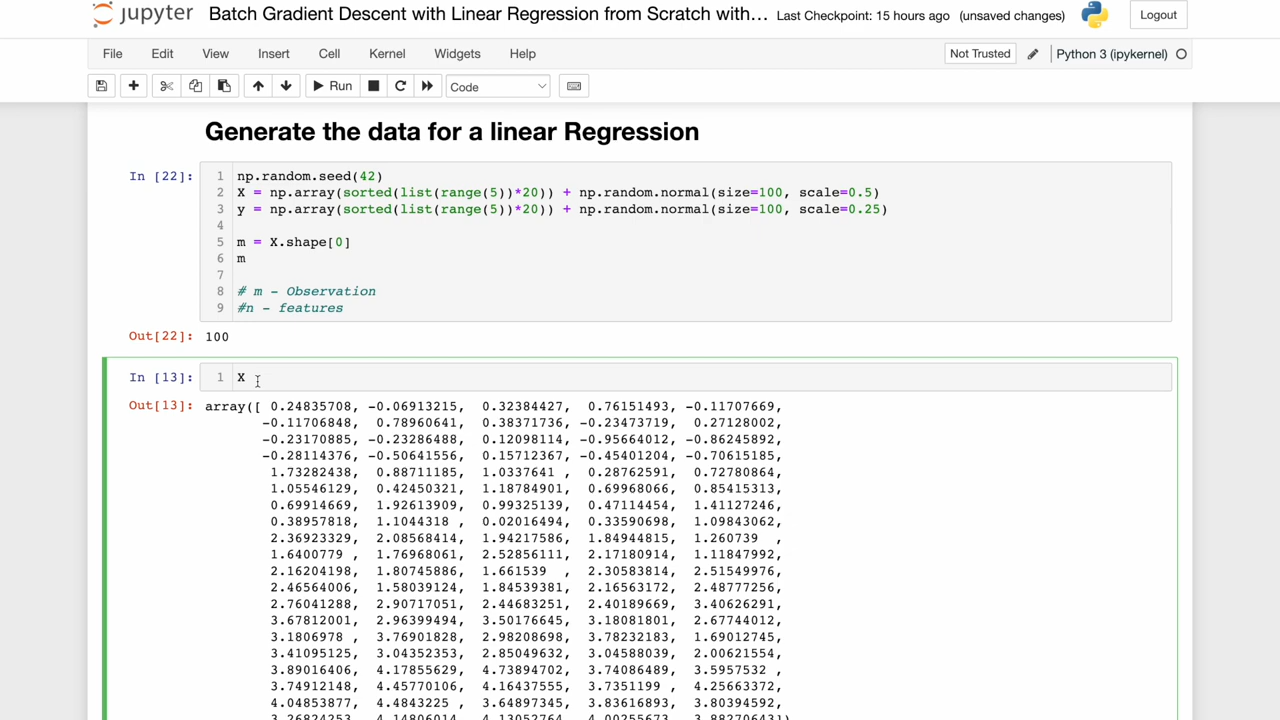 jupyter Batch Gradient Descent with Linear Regression from Scratch with… Last Checkpoint: 15 hours ago (unsaved changes) Logout
File Edit View Insert Cell Kernel Widgets Help Not Trusted Python 3 (ipykernel)
Run Code
Generate the data for a linear Regression
In [22]: 1 np.random.seed(42)
2 X = np.array(sorted(list(range(5))*20)) + np.random.normal(size=100, scale=0.5)
3 y = np.array(sorted(list(range(5))*20)) + np.random.normal(size=100, scale=0.25)
4
5 m = X.shape[0]
6 m
7
8 # m - Observation
9 #n - features
Out[22]: 100
In [13]: 1 X
Out[13]: array([ 0.24835708, -0.06913215, 0.32384427, 0.76151493, -0.11707669,
-0.11706848, 0.78960641, 0.38371736, -0.23473719, 0.27128002,
-0.23170885, -0.23286488, 0.12098114, -0.95664012, -0.86245892,
-0.28114376, -0.50641556, 0.15712367, -0.45401204, -0.70615185,
1.73282438, 0.88711185, 1.0337641 , 0.28762591, 0.72780864,
1.05546129, 0.42450321, 1.18784901, 0.69968066, 0.85415313,
0.69914669, 1.92613909, 0.99325139, 0.47114454, 1.41127246,
0.38957818, 1.1044318 , 0.02016494, 0.33590698, 1.09843062,
2.36923329, 2.08568414, 1.94217586, 1.84944815, 1.260739 ,
1.6400779 , 1.76968061, 2.52856111, 2.17180914, 1.11847992,
2.16204198, 1.80745886, 1.661539 , 2.30583814, 2.51549976,
2.46564006, 1.58039124, 1.84539381, 2.16563172, 2.48777256,
2.76041288, 2.90717051, 2.44683251, 2.40189669, 3.40626291,
3.67812001, 2.96399494, 3.50176645, 3.18081801, 2.67744012,
3.1806978 , 3.76901828, 2.98208698, 3.78232183, 1.69012745,
3.41095125, 3.04352353, 2.85049632, 3.04588039, 2.00621554,
3.89016406, 4.17855629, 4.73894702, 3.74086489, 3.5957532 ,
3.74912148, 4.45770106, 4.16437555, 3.7351199 , 4.25663372,
4.04853877, 4.4843225 , 3.64897345, 3.83616893, 3.80394592,
3.26824253, 4.14806014, 4.13052764, 4.00255673, 3.88270643])